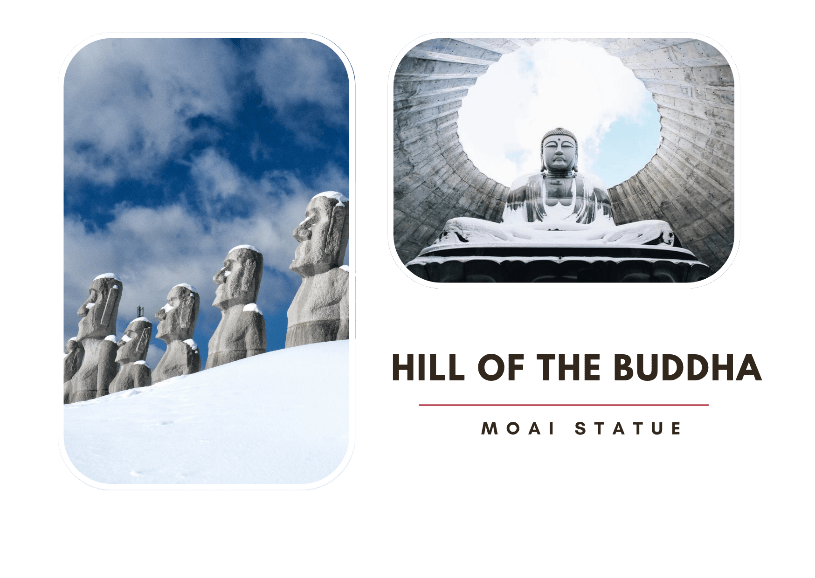 HILL OF THE BUDDHA
MOAI STATUE